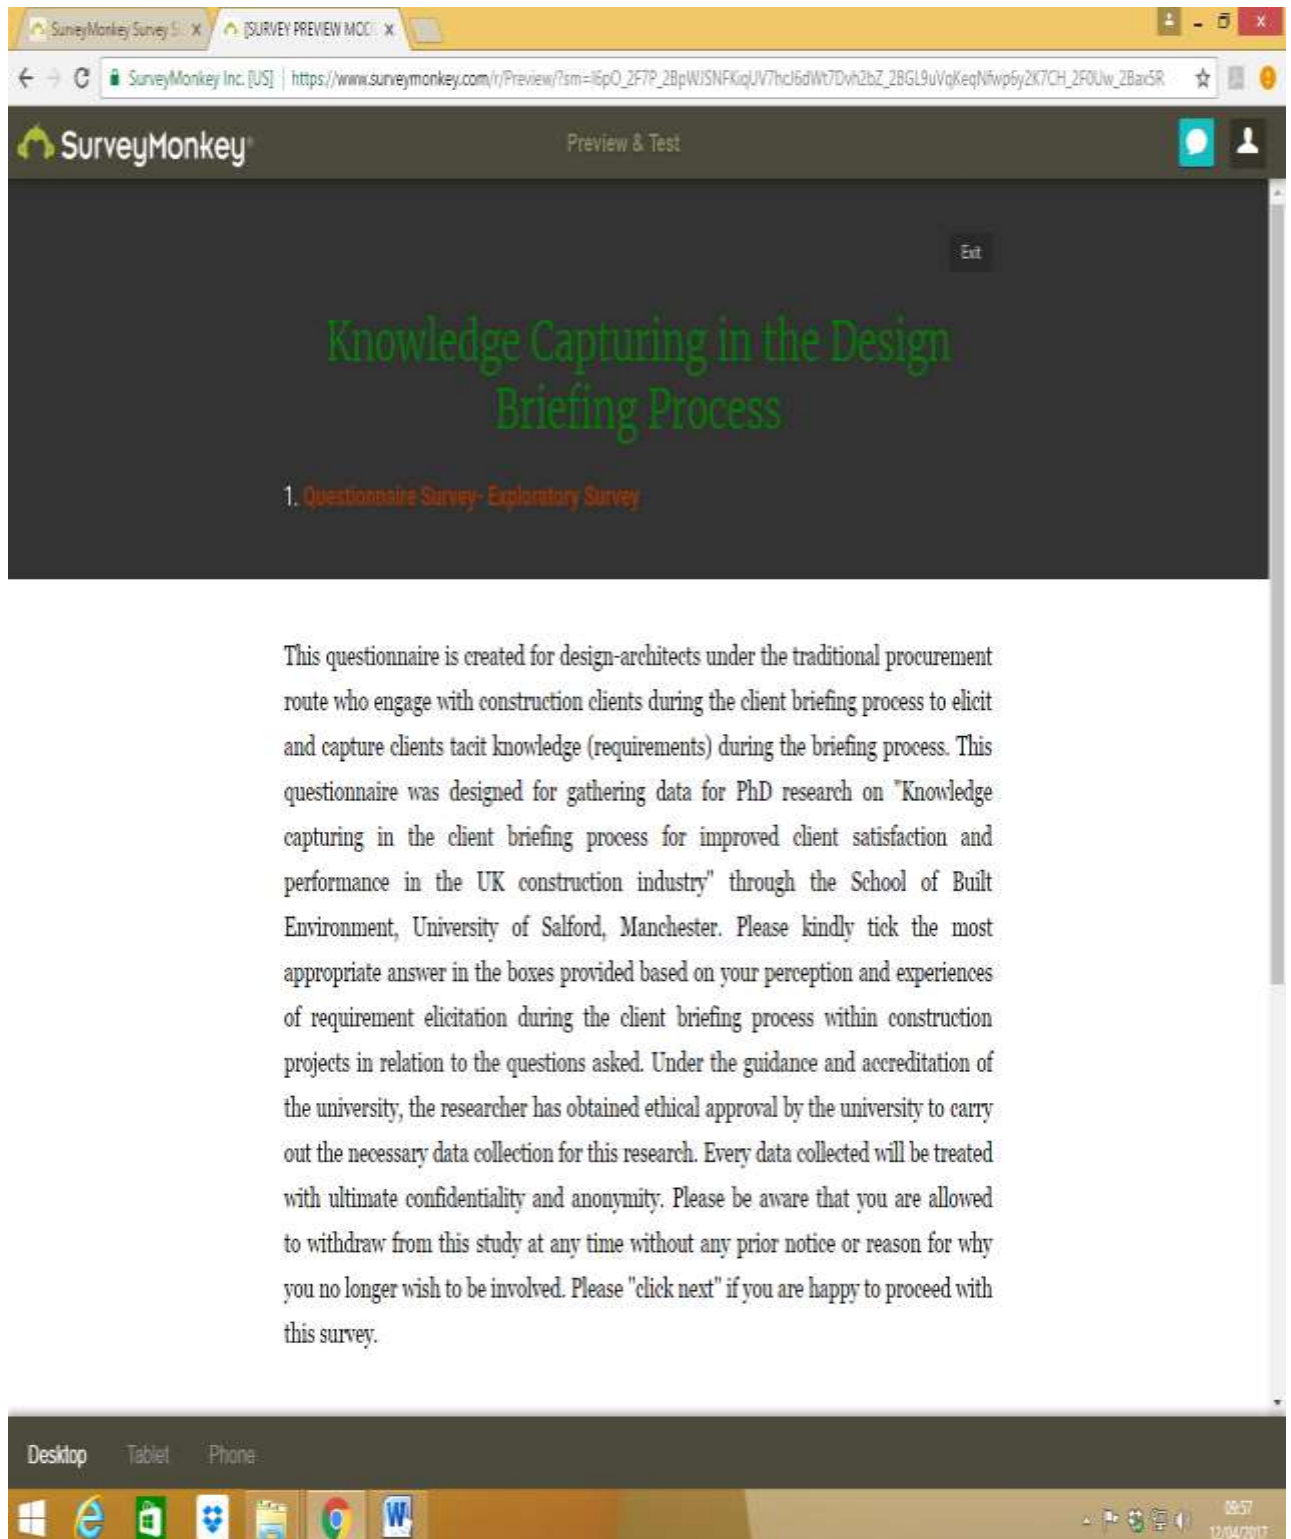 SurveyMonkey Survey S
[SURVEY PREVIEW MOD
SurveyMonkey Inc. [US] | https://www.surveymonkey.com/r/Preview/?sm=
SurveyMonkey
Preview & Test
Exit
Knowledge Capturing in the Design
Briefing Process
1. Questionnaire Survey- Exploratory Survey
This questionnaire is created for design-architects under the traditional procurement
route who engage with construction clients during the client briefing process to elicit
and capture clients tacit knowledge (requirements) during the briefing process. This
questionnaire was designed for gathering data for PhD research on "Knowledge
capturing in the client briefing process for improved client satisfaction and
performance in the UK construction industry" through the School of Built
Environment, University of Salford, Manchester. Please kindly tick the most
appropriate answer in the boxes provided based on your perception and experiences
of requirement elicitation during the client briefing process within construction
projects in relation to the questions asked. Under the guidance and accreditation of
the university, the researcher has obtained ethical approval by the university to carry
out the necessary data collection for this research. Every data collected will be treated
with ultimate confidentiality and anonymity. Please be aware that you are allowed
to withdraw from this study at any time without any prior notice or reason for why
you no longer wish to be involved. Please "click next" if you are happy to proceed with
this survey.
Desktop Tablet Phone
09:57
12/04/2017